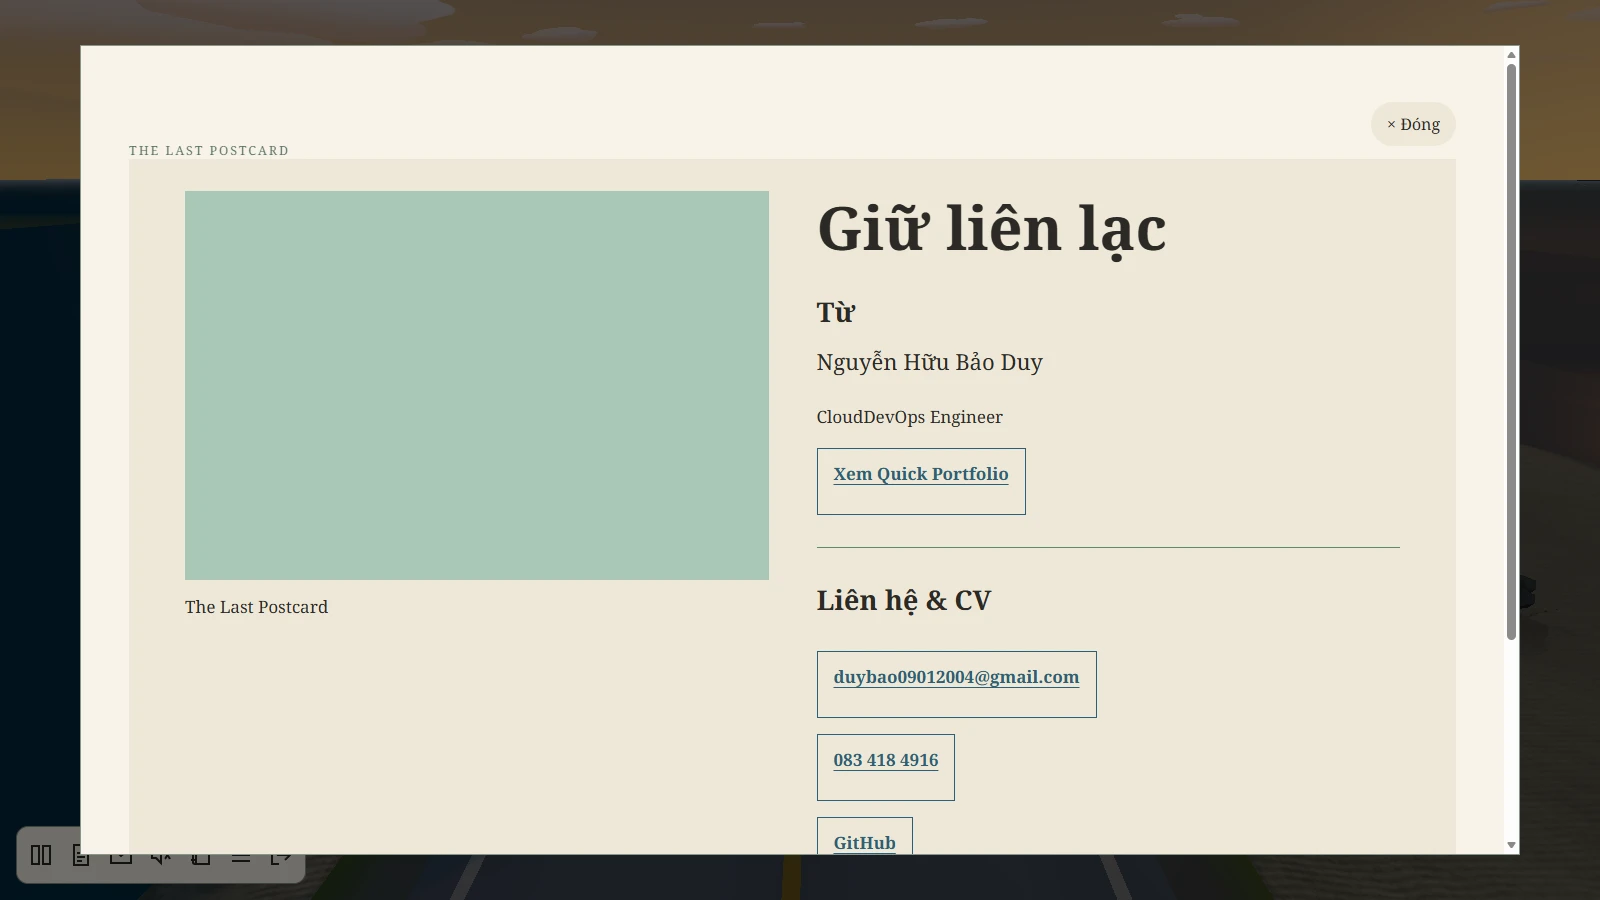 × Đóng
THE LAST POSTCARD
The Last Postcard
Giữ liên lạc
Từ
Nguyễn Hữu Bảo Duy
CloudDevOps Engineer
Xem Quick Portfolio
Liên hệ & CV
duybao09012004@gmail.com
083 418 4916
GitHub